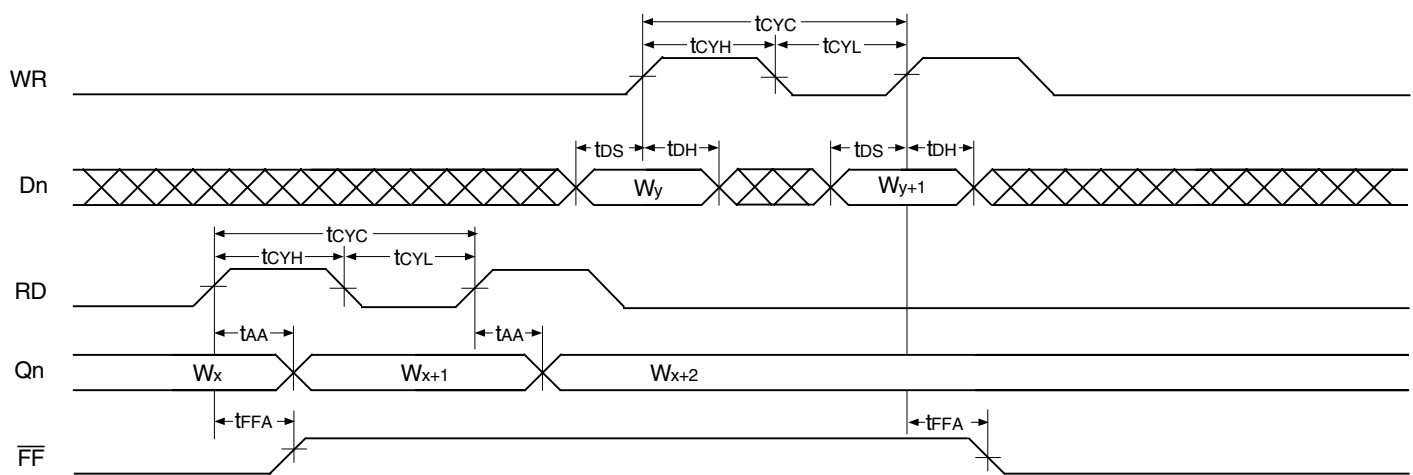 tCYC
tCYH tCYL
WR
tDS tDH tDS tDH
Dn Wy Wy+1
tCYC
tCYH tCYL
RD
tAA tAA
Qn Wx Wx+1 Wx+2
tFFA tFFA
F̅F̅